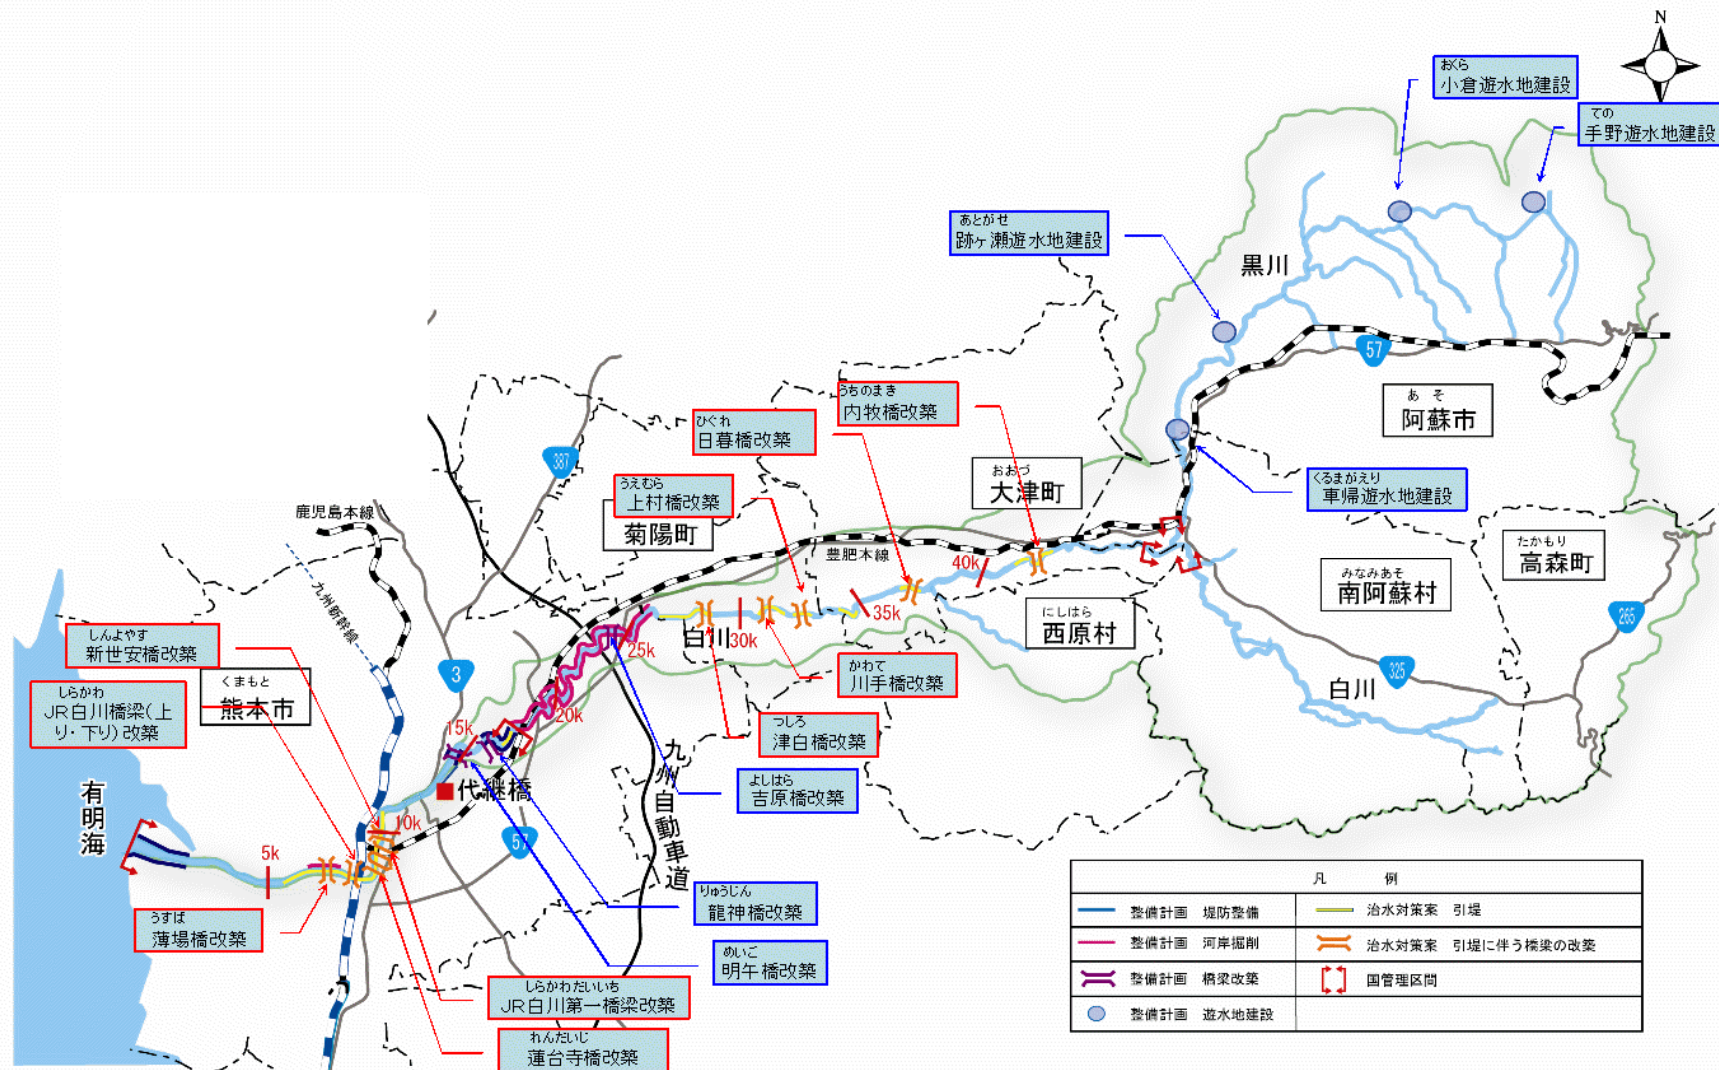 N
おぐら
小倉遊水地建設
ての
手野遊水地建設
あとがせ
跡ヶ瀬遊水地建設
黒川
57
あ そ
阿蘇市
うちのまき
内牧橋改築
ひぐれ
日暮橋改築
387
おおづ
大津町
くるまがえり
車帰遊水地建設
うえむら
上村橋改築
菊陽町
鹿児島本線
豊肥本線
40k
たかもり
高森町
みなみあそ
南阿蘇村
九州新幹線
35k
にしはら
西原村
265
しんよやす
新世安橋改築
白川
30k
25k
かわて
川手橋改築
3
325
くまもと
熊本市
しらかわ
JR白川橋梁(上
り・下り)改築
白川
20k
15k
つしろ
津白橋改築
九州自動車道
よしはら
吉原橋改築
代継橋
有明海
10k
57
5k
りゅうじん
龍神橋改築
うすば
薄場橋改築
めいご
明午橋改築
しらかわだいいち
JR白川第一橋梁改築
れんだいじ
蓮台寺橋改築
凡 例
整備計画 堤防整備
治水対策案 引堤
整備計画 河岸掘削
治水対策案 引堤に伴う橋梁の改築
整備計画 橋梁改築
国管理区間
整備計画 遊水地建設